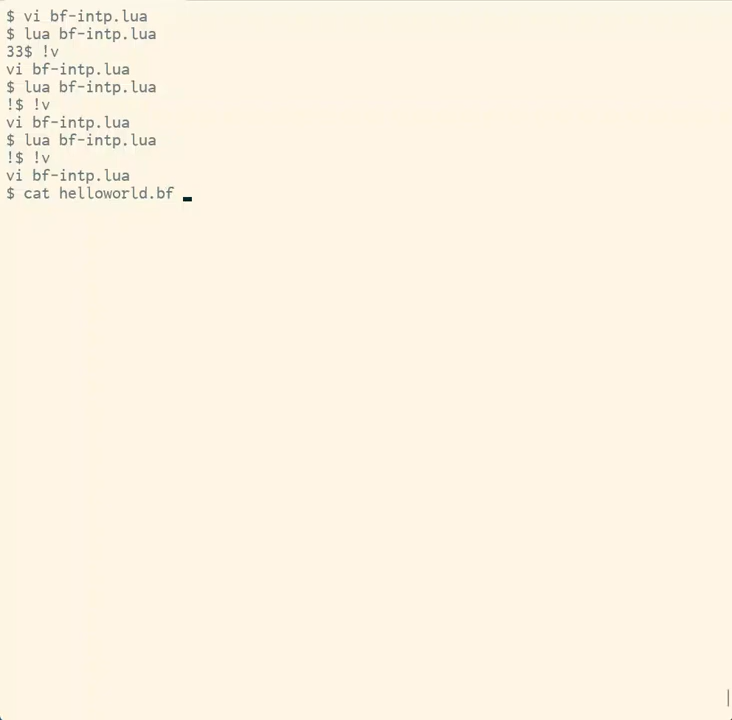 $ vi bf-intp.lua
$ lua bf-intp.lua
33$ !v
vi bf-intp.lua
$ lua bf-intp.lua
!$ !v
vi bf-intp.lua
$ lua bf-intp.lua
!$ !v
vi bf-intp.lua
$ cat helloworld.bf